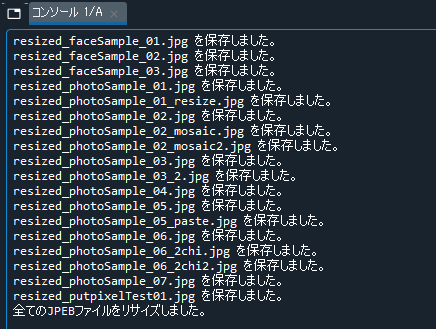 コンソール 1/A
resized_faceSample_01.jpg を保存しました。
resized_faceSample_02.jpg を保存しました。
resized_faceSample_03.jpg を保存しました。
resized_photoSample_01.jpg を保存しました。
resized_photoSample_01_resize.jpg を保存しました。
resized_photoSample_02.jpg を保存しました。
resized_photoSample_02_mosaic.jpg を保存しました。
resized_photoSample_02_mosaic2.jpg を保存しました。
resized_photoSample_03.jpg を保存しました。
resized_photoSample_03_2.jpg を保存しました。
resized_photoSample_04.jpg を保存しました。
resized_photoSample_05.jpg を保存しました。
resized_photoSample_05_paste.jpg を保存しました。
resized_photoSample_06.jpg を保存しました。
resized_photoSample_06_2chi.jpg を保存しました。
resized_photoSample_06_2chi2.jpg を保存しました。
resized_photoSample_07.jpg を保存しました。
resized_putpixelTest01.jpg を保存しました。
全てのJPEBファイルをリサイズしました。